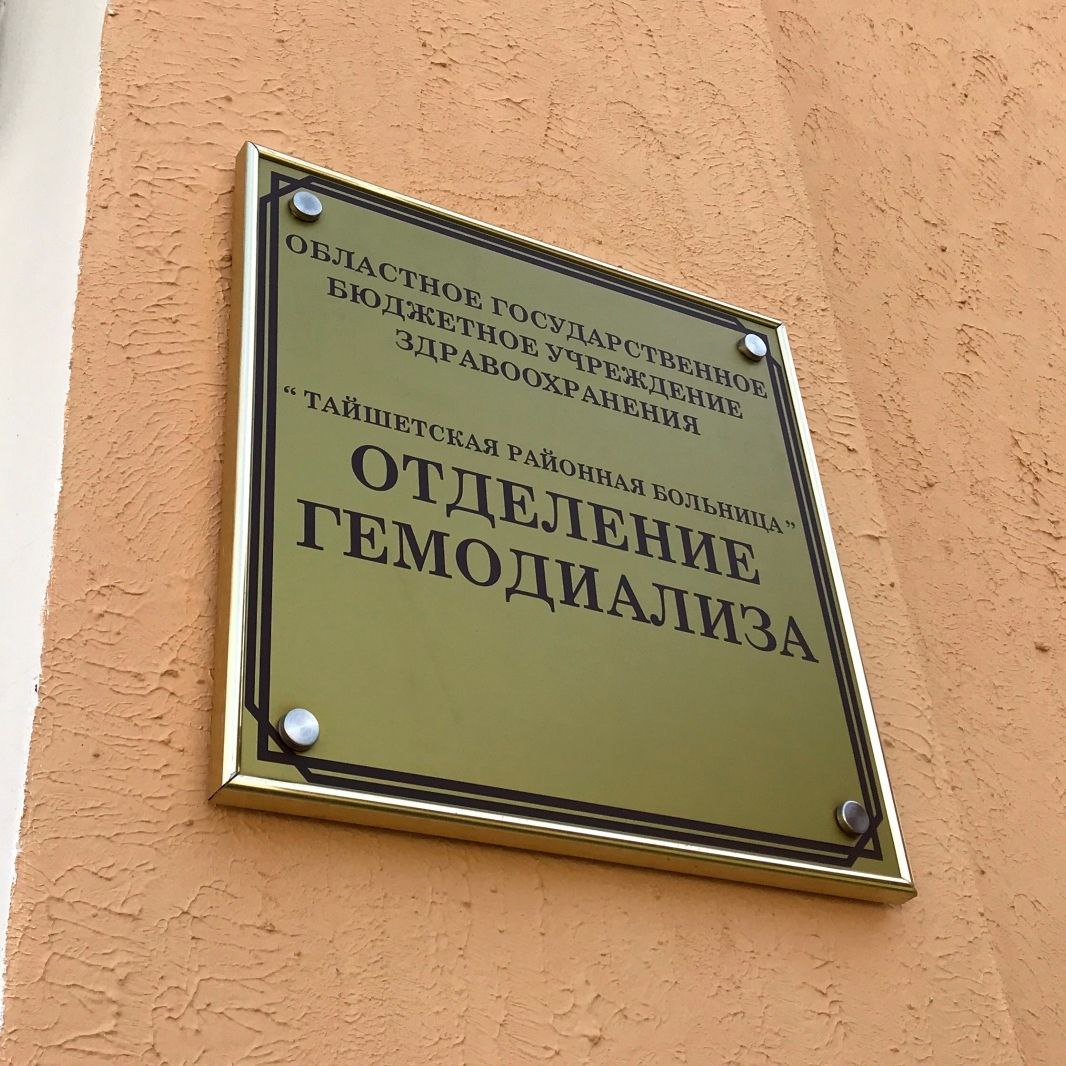 ОБЛАСТНОЕ ГОСУДАРСТВЕННОЕ
БЮДЖЕТНОЕ УЧРЕЖДЕНИЕ
ЗДРАВООХРАНЕНИЯ
“ТАЙШЕТСКАЯ РАЙОННАЯ БОЛЬНИЦА”
ОТДЕЛЕНИЕ
ГЕМОДИАЛИЗА